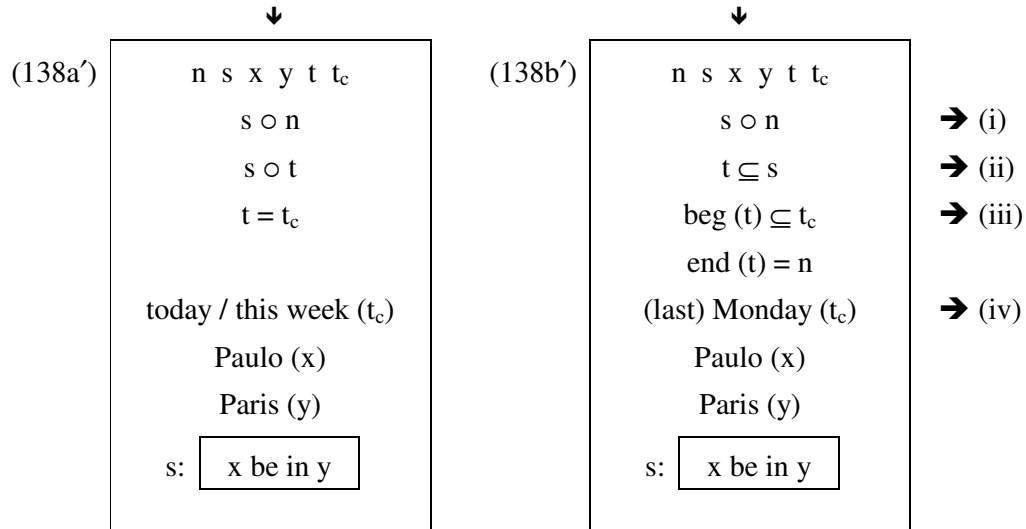 (138a′) n s x y t tc (138b′) n s x y t tc
s ○ n s ○ n ➔ (i)
s ○ t t ⊆ s ➔ (ii)
t = tc beg (t) ⊆ tc ➔ (iii)
end (t) = n
today / this week (tc) (last) Monday (tc) ➔ (iv)
Paulo (x) Paulo (x)
Paris (y) Paris (y)
s: x be in y s: x be in y